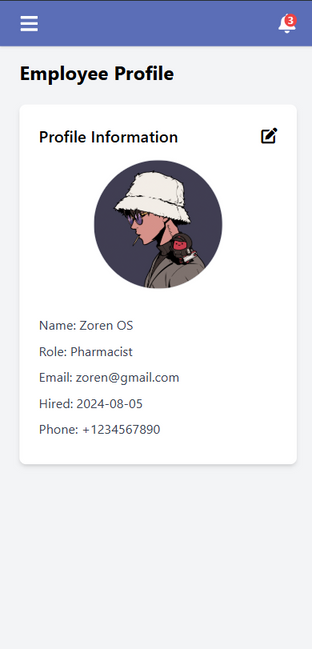 3
Employee Profile
Profile Information
Name: Zoren OS
Role: Pharmacist
Email: zoren@gmail.com
Hired: 2024-08-05
Phone: +1234567890